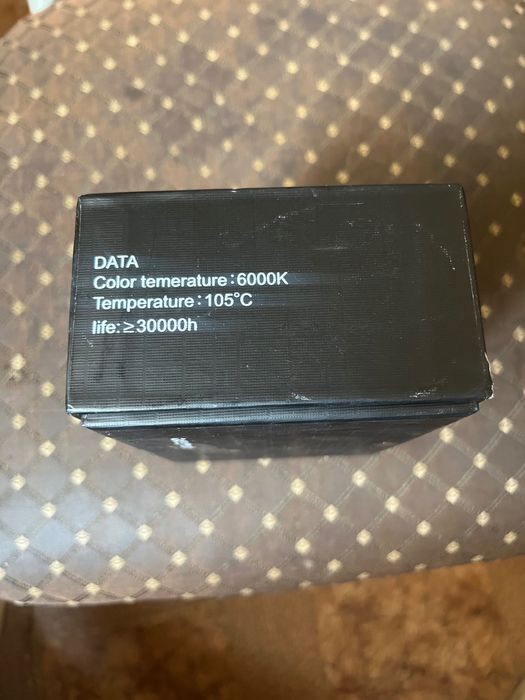 DATA
Color temerature:6000K
Temperature:105°C
life:≥30000h